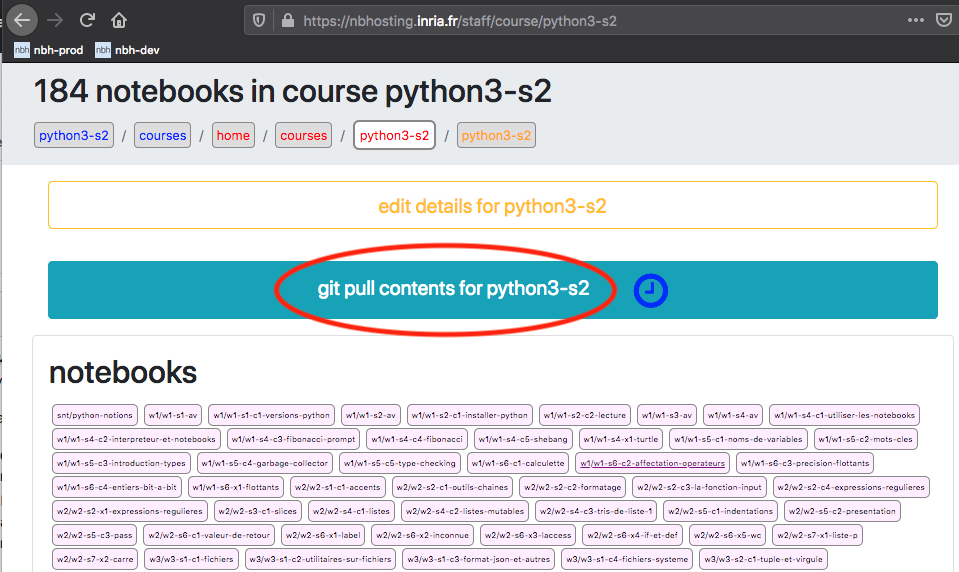 https://nbhosting.inria.fr/staff/course/python3-s2
nbh nbh-prod nbh nbh-dev
184 notebooks in course python3-s2
python3-s2 / courses / home / courses / python3-s2 / python3-s2
edit details for python3-s2
git pull contents for python3-s2
notebooks
snt/python-notions w1/w1-s1-av w1/w1-s1-c1-versions-python w1/w1-s2-av w1/w1-s2-c1-installer-python w1/w1-s2-c2-lecture w1/w1-s3-av w1/w1-s4-av w1/w1-s4-c1-utiliser-les-notebooks
w1/w1-s4-c2-interpreteur-et-notebooks w1/w1-s4-c3-fibonacci-prompt w1/w1-s4-c4-fibonacci w1/w1-s4-c5-shebang w1/w1-s4-x1-turtle w1/w1-s5-c1-noms-de-variables w1/w1-s5-c2-mots-cles
w1/w1-s5-c3-introduction-types w1/w1-s5-c4-garbage-collector w1/w1-s5-c5-type-checking w1/w1-s6-c1-calculette w1/w1-s6-c2-affectation-operateurs w1/w1-s6-c3-precision-flottants
w1/w1-s6-c4-entiers-bit-a-bit w1/w1-s6-x1-flottants w2/w2-s1-c1-accents w2/w2-s2-c1-outils-chaines w2/w2-s2-c2-formatage w2/w2-s2-c3-la-fonction-input w2/w2-s2-c4-expressions-regulieres
w2/w2-s2-x1-expressions-regulieres w2/w2-s3-c1-slices w2/w2-s4-c1-listes w2/w2-s4-c2-listes-mutables w2/w2-s4-c3-tris-de-liste-1 w2/w2-s5-c1-indentations w2/w2-s5-c2-presentation
w2/w2-s5-c3-pass w2/w2-s6-c1-valeur-de-retour w2/w2-s6-x1-label w2/w2-s6-x2-inconnue w2/w2-s6-x3-laccess w2/w2-s6-x4-if-et-def w2/w2-s6-x5-wc w2/w2-s7-x1-liste-p
w2/w2-s7-x2-carre w3/w3-s1-c1-fichiers w3/w3-s1-c2-utilitaires-sur-fichiers w3/w3-s1-c3-format-json-et-autres w3/w3-s1-c4-fichiers-systeme w3/w3-s2-c1-tuple-et-virgule